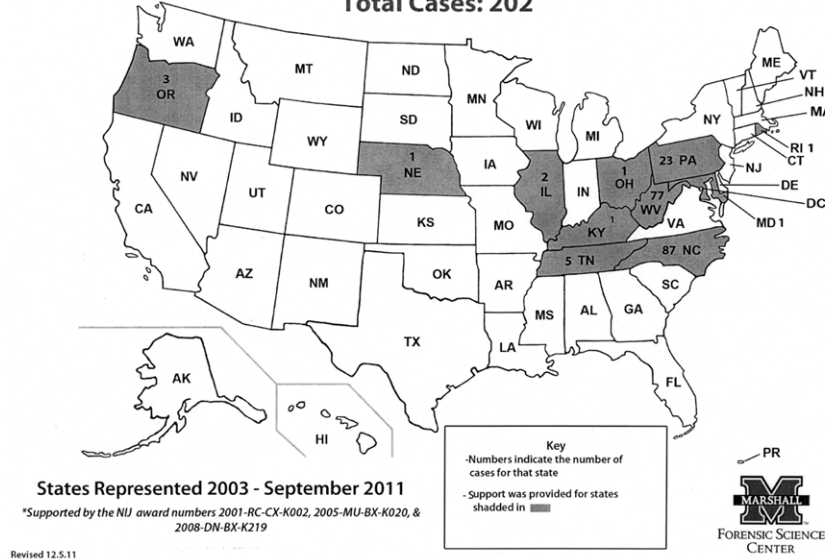 Total Cases: 202
WA
3
OR
MT
ID
ND
SD
WY
MN
WI
MI
1
NE
IA
NV
UT
CA
CO
KS
MO
2
IL
IN
1
OH
23 PA
NY
ME
VT
NH
MA
RI 1
CT
NJ
DE
DC
MD 1
77
WV
VA
KY 1
5 TN
87 NC
SC
AZ
NM
OK
AR
TX
LA
MS
AL
GA
FL
AK
HI
PR
Key
-Numbers indicate the number of
cases for that state
- Support was provided for states
shadded in
States Represented 2003 - September 2011
*Supported by the NIJ award numbers 2001-RC-CX-K002, 2005-MU-BX-K020, &
2008-DN-BX-K219
Revised 12.5.11
MARSHALL
TM
FORENSIC SCIENCE
CENTER